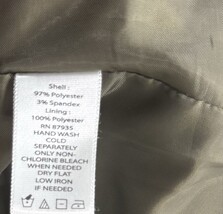 Shell :
97% Polyester
3% Spandex
Lining :
100% Polyester
RN 67935
HAND WASH
COLD
SEPARATELY
ONLY NON-
CHLORINE BLEACH
WHEN NEEDED
DRY FLAT
LOW IRON
IF NEEDED